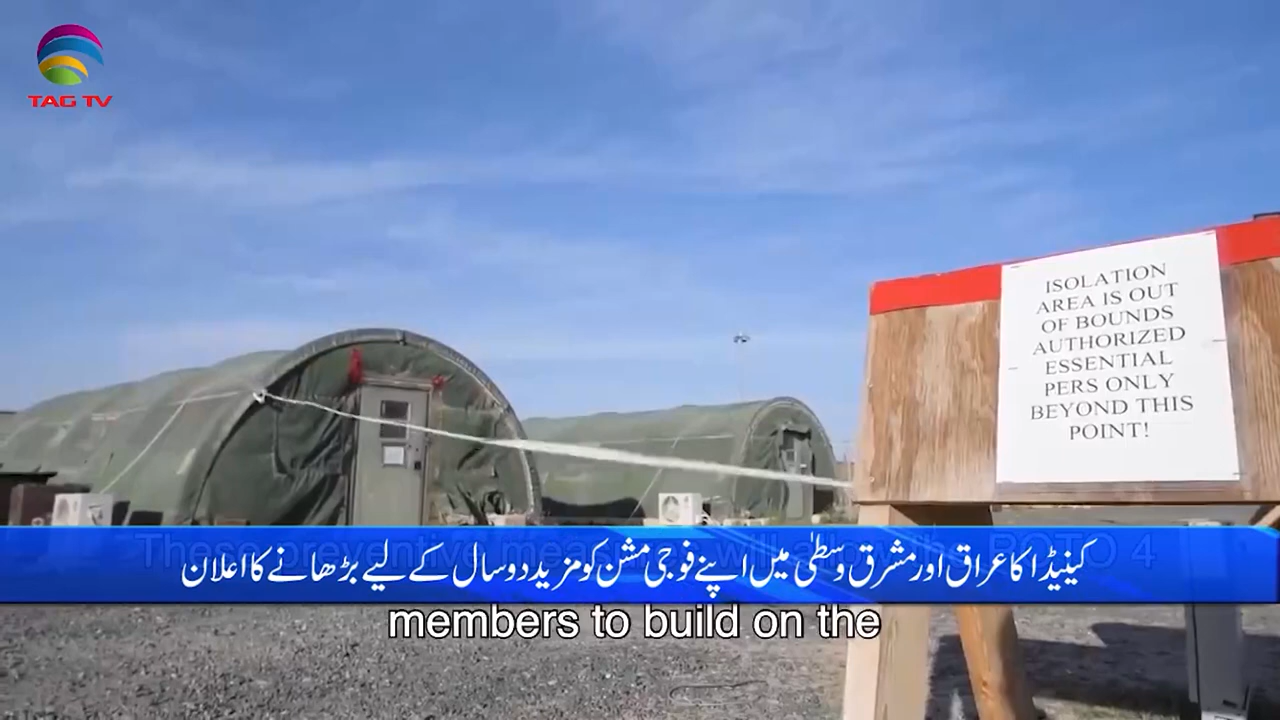 TAG TV
ISOLATION
AREA IS OUT
OF BOUNDS
AUTHORIZED
ESSENTIAL
PERS ONLY
BEYOND THIS
POINT!
کینیڈا کا عراق اور مشرق وسطٰی میں اپنے فوجی مشن کو مزید دو سال کے لیے بڑھانے کا اعلان
members to build on the